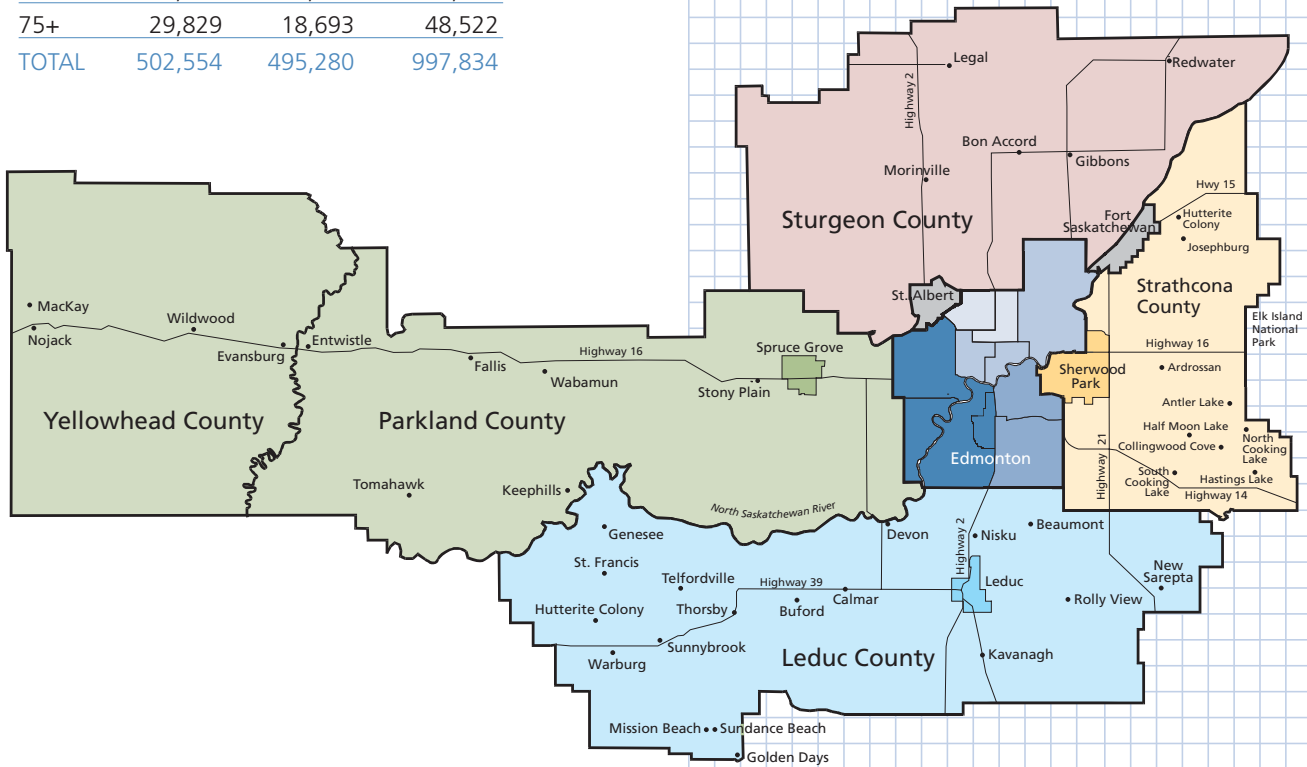 75+ 29,829 18,693 48,522
TOTAL 502,554 495,280 997,834
Legal
Redwater
Highway 2
Bon Accord
Gibbons
Morinville
Hwy 15
Sturgeon County
Fort
Saskatchewan
Hutterite
Colony
Josephburg
Strathcona
County
St. Albert
Elk Island
National
Park
MacKay
Nojack
Wildwood
Evansburg
Entwistle
Highway 16
Fallis
Wabamun
Spruce Grove
Stony Plain
Highway 16
Sherwood
Park
Ardrossan
Antler Lake
Half Moon Lake
Collingwood Cove
North
Cooking
Lake
Yellowhead County
Parkland County
Edmonton
Highway 21
South
Cooking
Lake
Hastings Lake
Highway 14
Tomahawk
Keephills
North Saskatchewan River
Genesee
Devon
Highway 2
Nisku
Beaumont
St. Francis
Telfordville
Highway 39
Leduc
New
Sarepta
Hutterite Colony
Thorsby
Buford
Calmar
Rolly View
Sunnybrook
Warburg
Leduc County
Kavanagh
Mission Beach
Sundance Beach
Golden Days